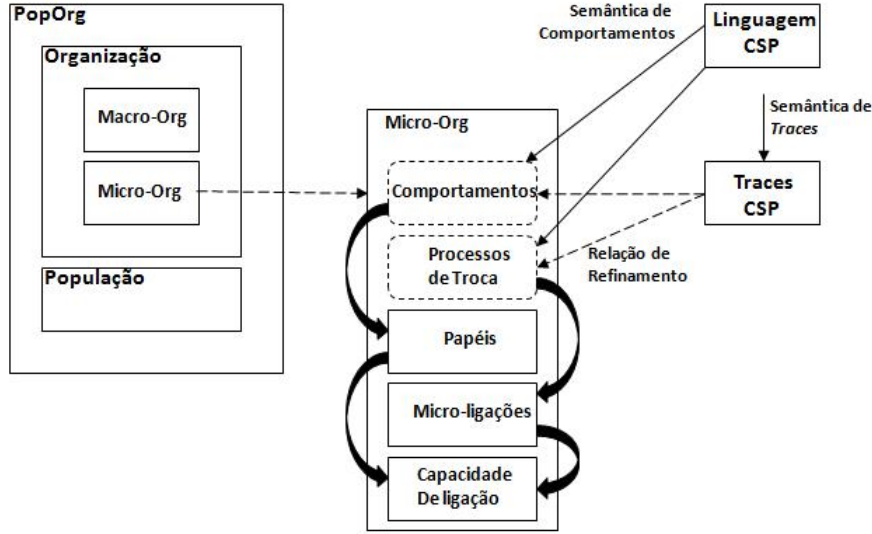 PopOrg
Organização
Macro-Org
Micro-Org
População
Micro-Org
Comportamentos
Processos
de Troca
Papéis
Micro-ligações
Capacidade
De ligação
Semântica de
Comportamentos
Linguagem
CSP
Semântica de
Traces
Traces
CSP
Relação de
Refinamento